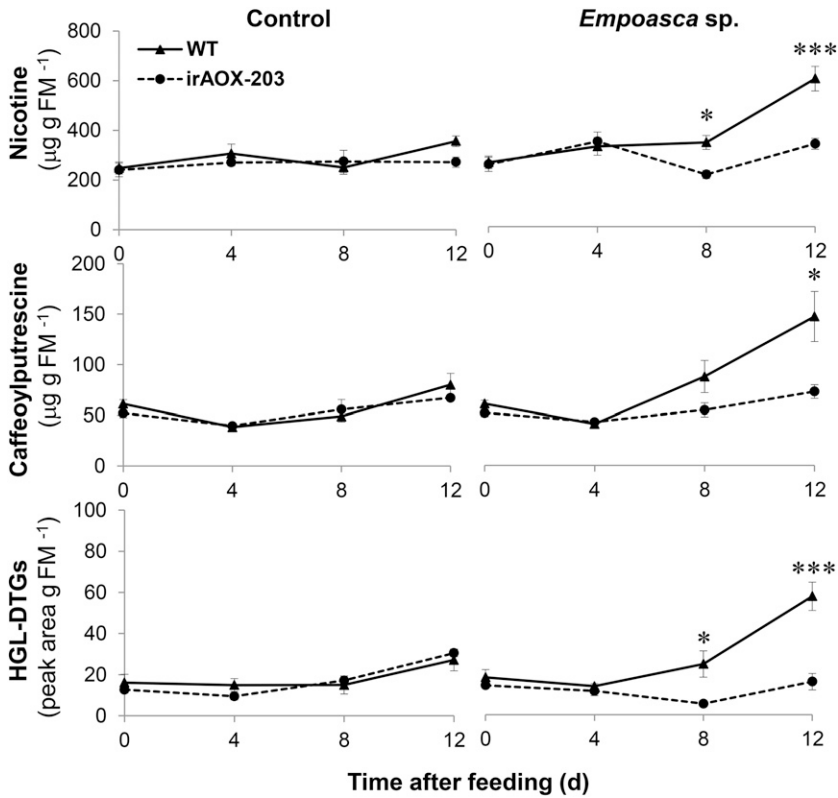 Control
Empoasca sp.
Nicotine
(µg g FM -1)
800
600
400
200
0
WT
irAOX-203
0 4 8 12
*
***
0 4 8 12
Caffeoylputrescine
(µg g FM -1)
200
150
100
50
0
0 4 8 12
*
0 4 8 12
HGL-DTGs
(peak area g FM -1)
100
80
60
40
20
0
0 4 8 12
*
***
0 4 8 12
Time after feeding (d)